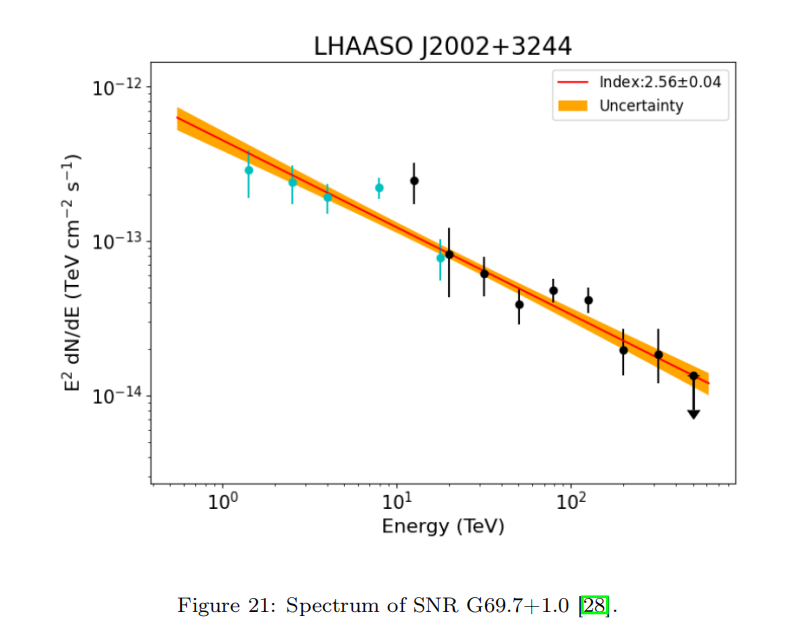 LHAASO J2002+3244
Index:2.56±0.04
Uncertainty
E² dN/dE (TeV cm⁻² s⁻¹)
10⁻¹²
10⁻¹³
10⁻¹⁴
10⁰ 10¹ 10²
Energy (TeV)
Figure 21: Spectrum of SNR G69.7+1.0 [28].